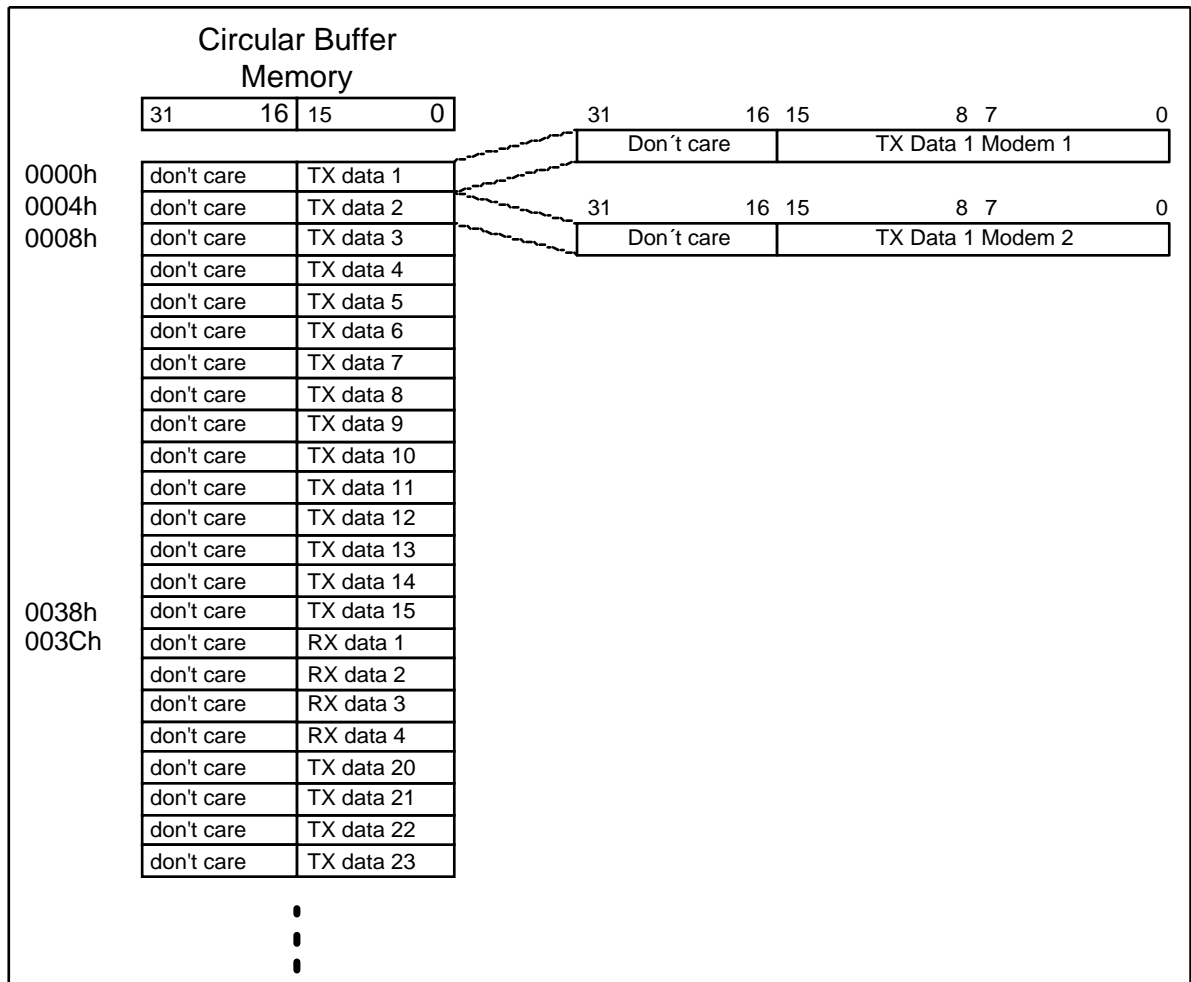 Circular Buffer
Memory
31 16 15 0
31 16 15 8 7 0
Don´t care TX Data 1 Modem 1
0000h don't care TX data 1
0004h don't care TX data 2
31 16 15 8 7 0
0008h don't care TX data 3
Don´t care TX Data 1 Modem 2
don't care TX data 4
don't care TX data 5
don't care TX data 6
don't care TX data 7
don't care TX data 8
don't care TX data 9
don't care TX data 10
don't care TX data 11
don't care TX data 12
don't care TX data 13
don't care TX data 14
0038h don't care TX data 15
003Ch don't care RX data 1
don't care RX data 2
don't care RX data 3
don't care RX data 4
don't care TX data 20
don't care TX data 21
don't care TX data 22
don't care TX data 23